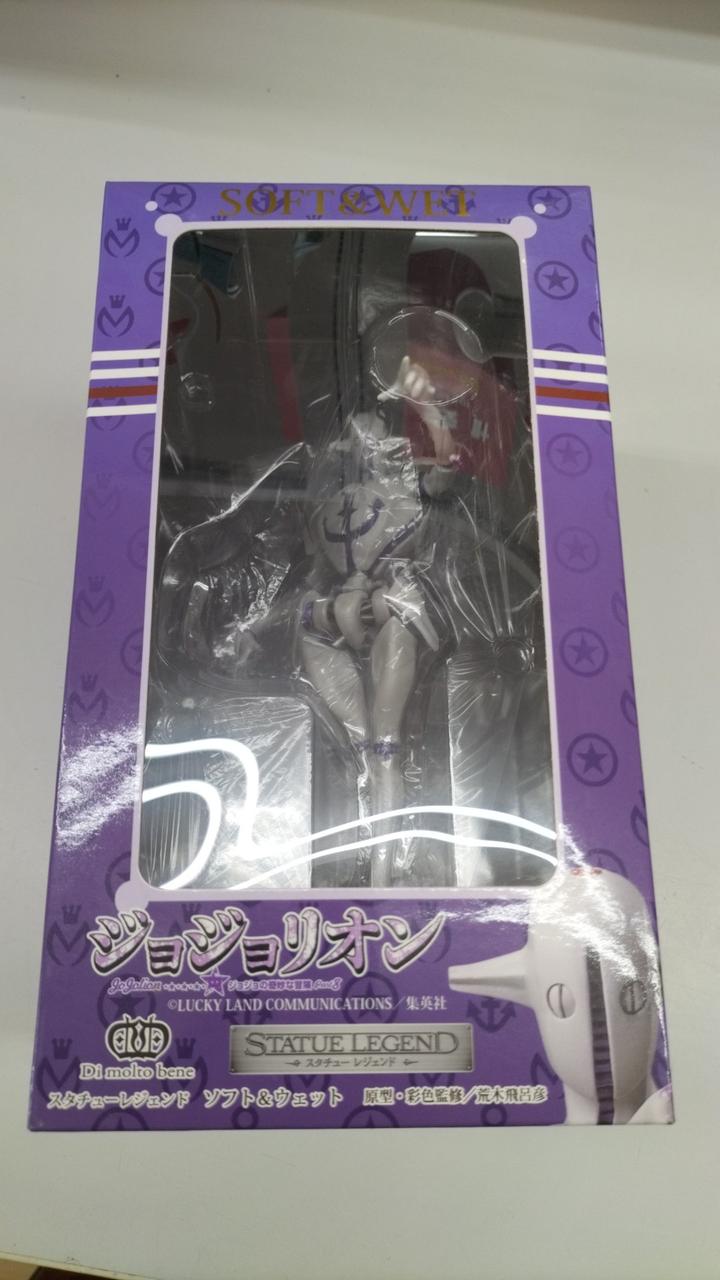 SOFT&WET
ジョジョリオン
JoJolion ジョジョの奇妙な冒険 Part8
©LUCKY LAND COMMUNICATIONS／集英社
STATUE LEGEND
スタチュー レジェンド
Di molto bene
スタチューレジェンド ソフト＆ウェット 原型・彩色監修／荒木飛呂彦